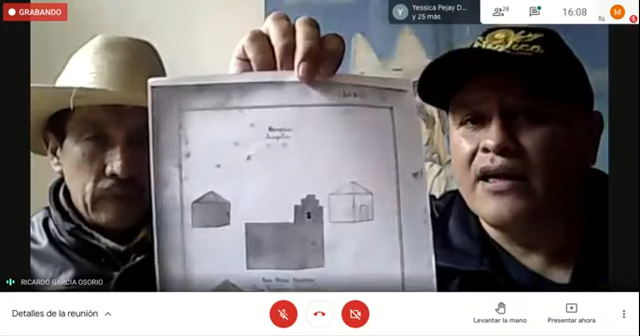 GRABANDO
Yessica Pejay D...
y 25 más
28
16:08
Tú
M
RICARDO GARCIA OSORIO
Detalles de la reunión
Levantar la mano
Presentar ahora